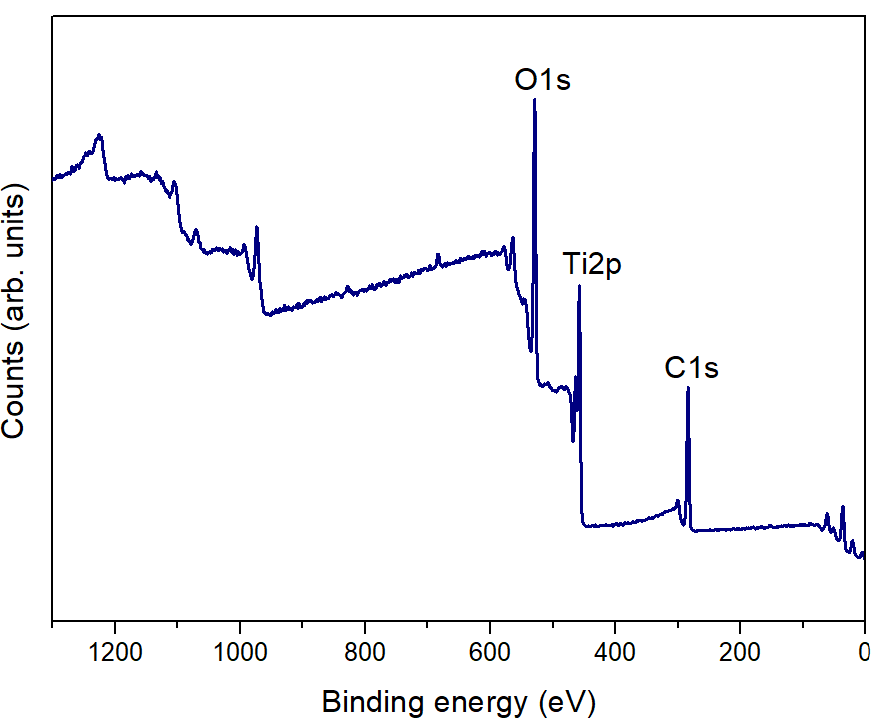 O1s
Ti2p
C1s
Counts (arb. units)
1200 1000 800 600 400 200 0
Binding energy (eV)